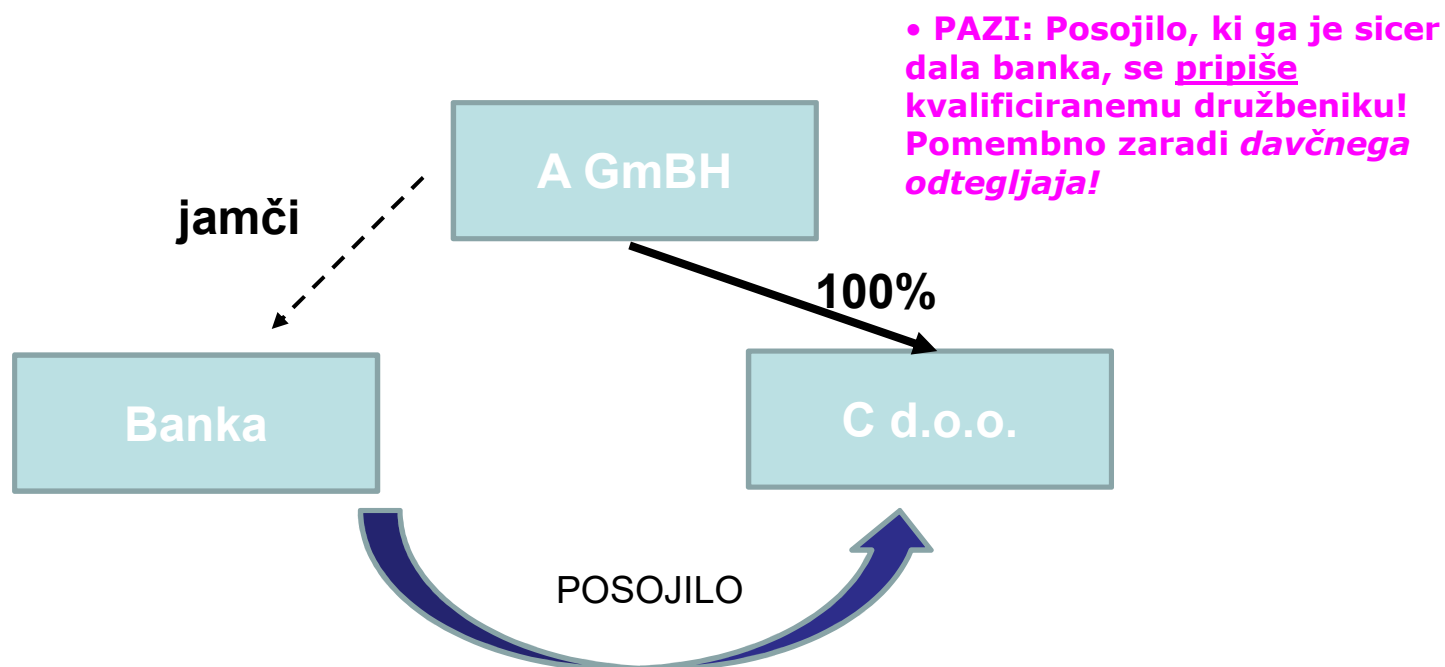 • PAZI: Posojilo, ki ga je sicer
dala banka, se pripiše
kvalificiranemu družbeniku!
Pomembno zaradi davčnega
odtegljaja!
A GmBH
jamči
100%
Banka
C d.o.o.
POSOJILO